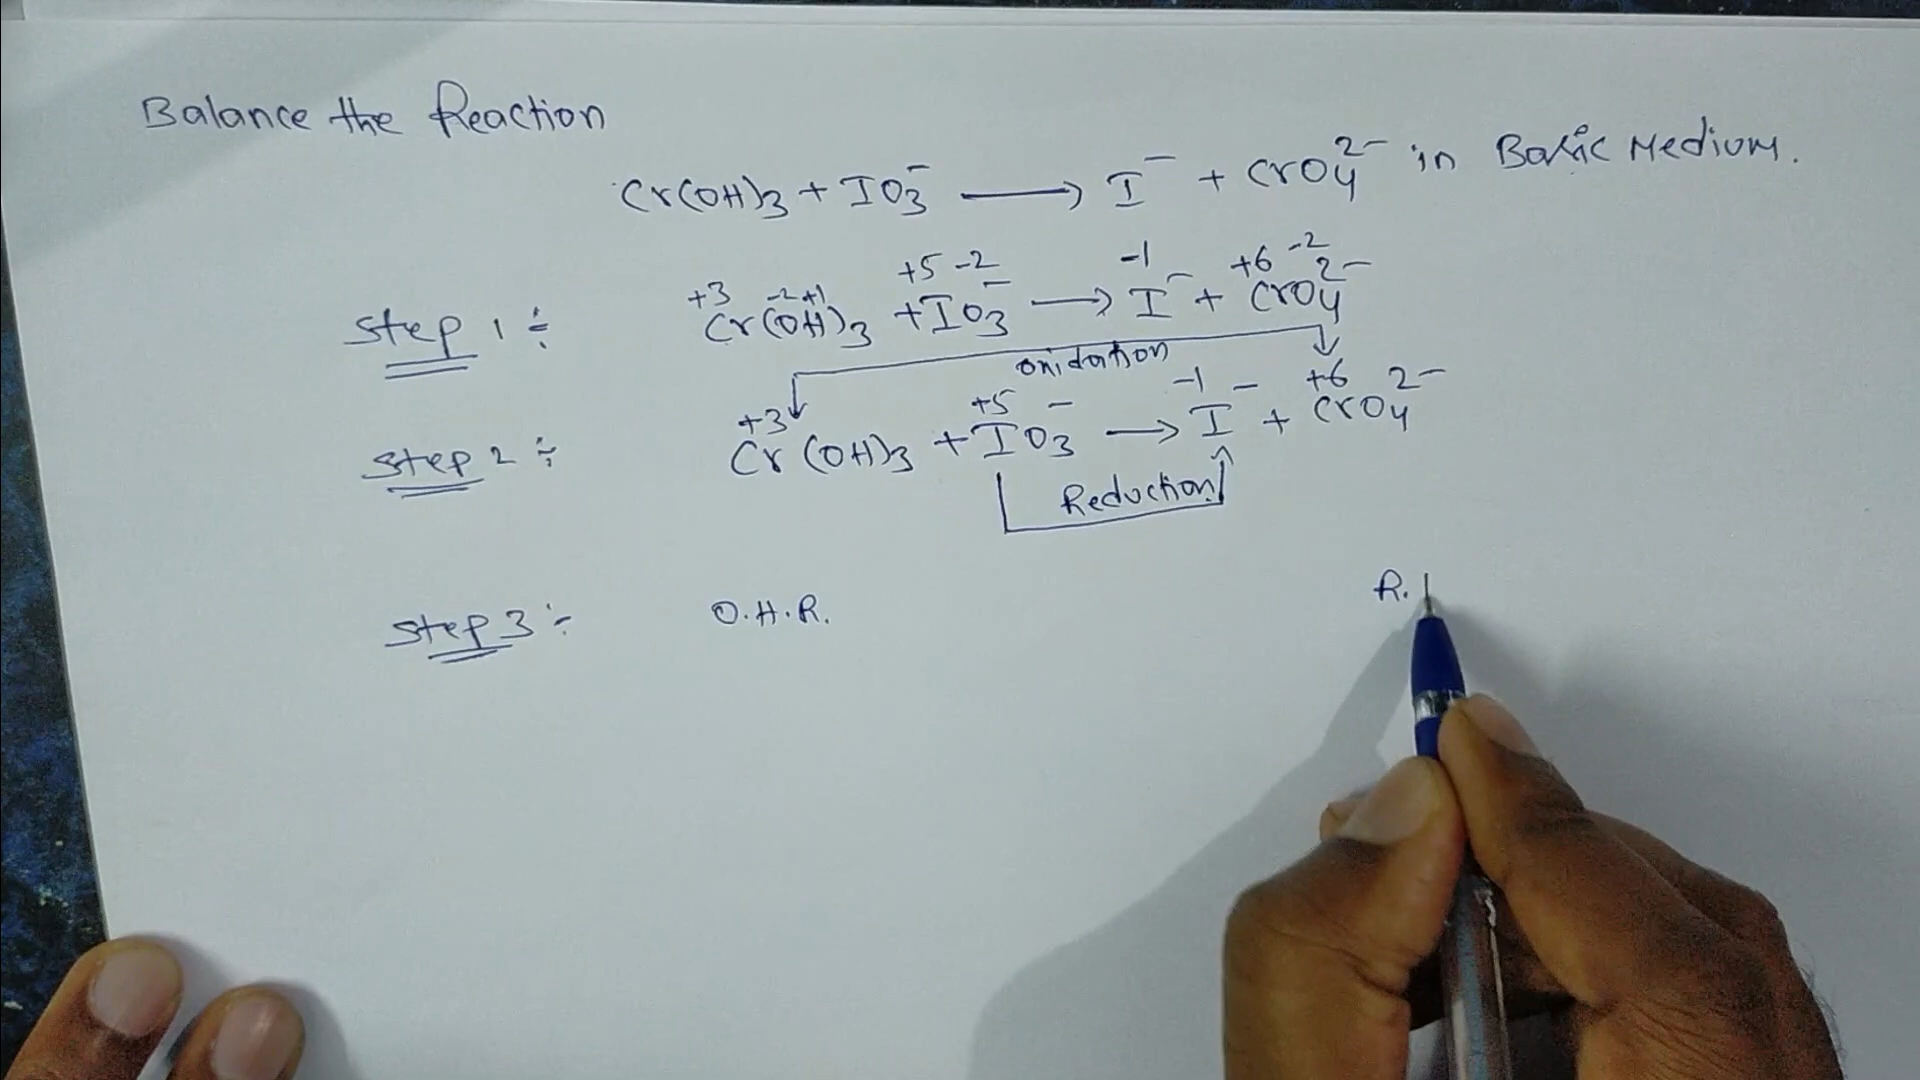 Balance the Reaction
Cr(OH)3 + IO3⁻ ⟶ I⁻ + CrO4²⁻ in Basic Medium.
+3 -2 +1 +5 -2 -1 +6 -2
Step 1 ÷ Cr(OH)3 + IO3⁻ ⟶ I⁻ + CrO4²⁻
oxidation
+3 +5 -1 +6
Step 2 ÷ Cr(OH)3 + IO3⁻ ⟶ I⁻ + CrO4²⁻
Reduction
Step 3 ÷ O.H.R. R.